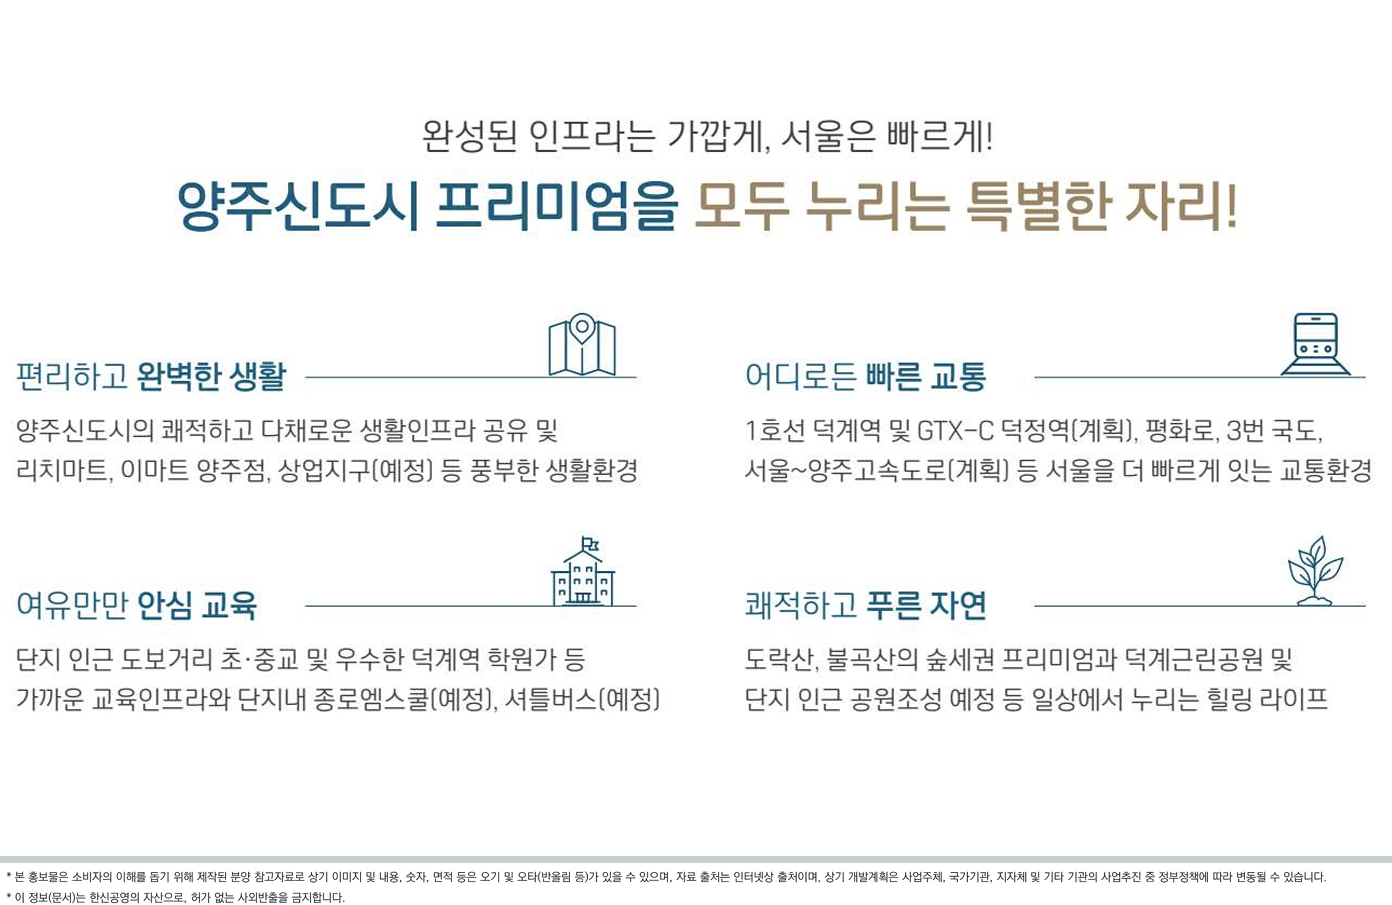 완성된 인프라는 가깝게, 서울은 빠르게!
양주신도시 프리미엄을 모두 누리는 특별한 자리!
편리하고 완벽한 생활
양주신도시의 쾌적하고 다채로운 생활인프라 공유 및
리치마트, 이마트 양주점, 상업지구(예정) 등 풍부한 생활환경
어디로든 빠른 교통
1호선 덕계역 및 GTX-C 덕정역(계획), 평화로, 3번 국도,
서울~양주고속도로(계획) 등 서울을 더 빠르게 잇는 교통환경
여유만만 안심 교육
단지 인근 도보거리 초·중교 및 우수한 덕계역 학원가 등
가까운 교육인프라와 단지내 종로엠스쿨(예정), 셔틀버스(예정)
쾌적하고 푸른 자연
도락산, 불곡산의 숲세권 프리미엄과 덕계근린공원 및
단지 인근 공원조성 예정 등 일상에서 누리는 힐링 라이프
* 본 홍보물은 소비자의 이해를 돕기 위해 제작된 분양 참고자료로 상기 이미지 및 내용, 숫자, 면적 등은 오기 및 오타(반올림 등)가 있을 수 있으며, 자료 출처는 인터넷상 출처이며, 상기 개발계획은 사업주체, 국가기관, 지자체 및 기타 기관의 사업추진 중 정부정책에 따라 변동될 수 있습니다.
* 이 정보(문서)는 한신공영의 자산으로, 허가 없는 사외반출을 금지합니다.